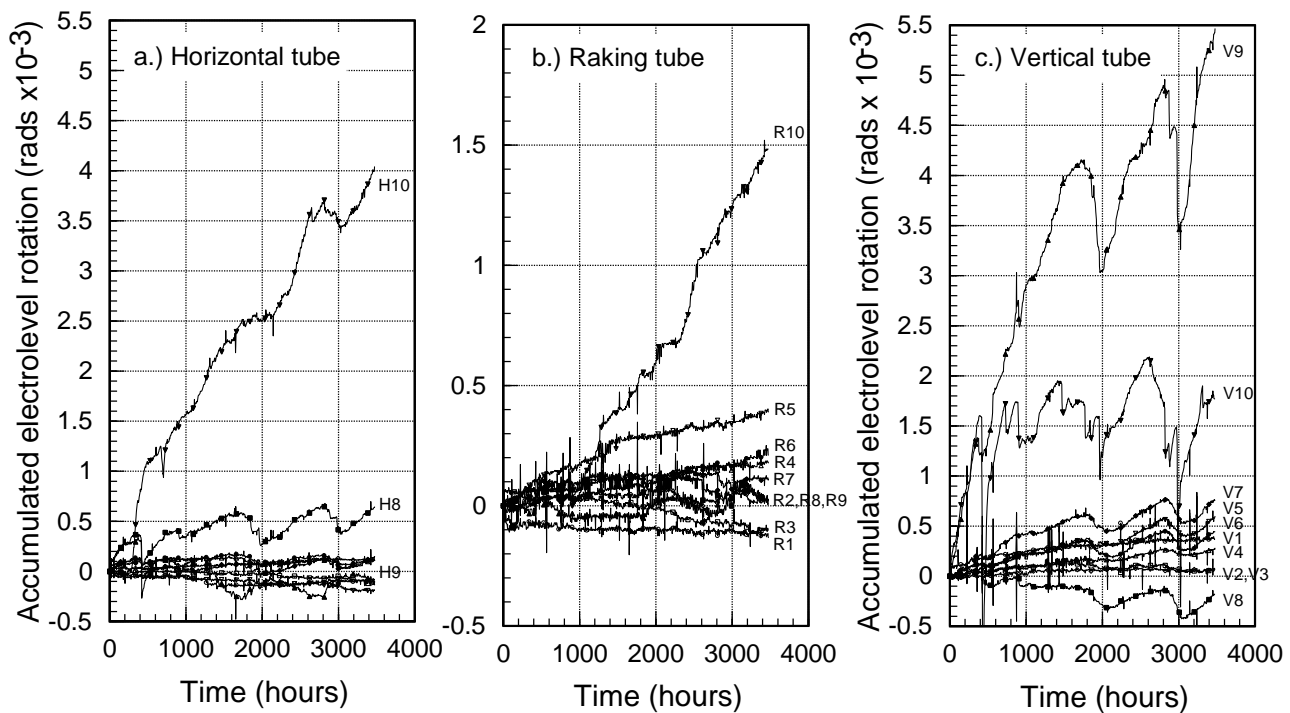 Accumulated electrolevel rotation (rads x10-3)
5.5
5
4.5
4
3.5
3
2.5
2
1.5
1
0.5
0
-0.5
a.) Horizontal tube
H10
H8
H9
0 1000 2000 3000 4000
Time (hours)
2
1.5
1
0.5
0
-0.5
b.) Raking tube
R10
R5
R6
R4
R7
R2,R8,R9
R3
R1
0 1000 2000 3000 4000
Time (hours)
Accumulated electrolevel rotation (rads x 10-3)
5.5
5
4.5
4
3.5
3
2.5
2
1.5
1
0.5
0
-0.5
c.) Vertical tube
V9
V10
V7
V5
V6
V1
V4
V2,V3
V8
0 1000 2000 3000 4000
Time (hours)